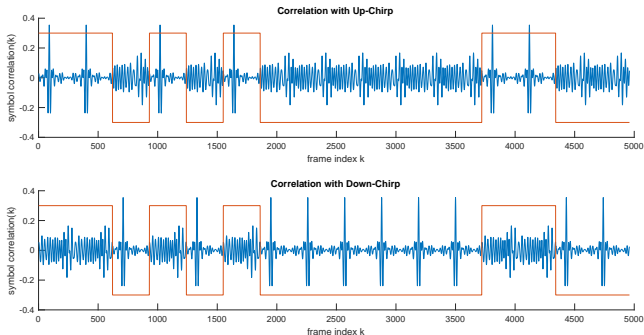 Correlation with Up-Chirp
symbol correlation(k)
0.4
0.2
0
-0.2
-0.4
0 500 1000 1500 2000 2500 3000 3500 4000 4500 5000
frame index k
Correlation with Down-Chirp
symbol correlation(k)
0.4
0.2
0
-0.2
-0.4
0 500 1000 1500 2000 2500 3000 3500 4000 4500 5000
frame index k